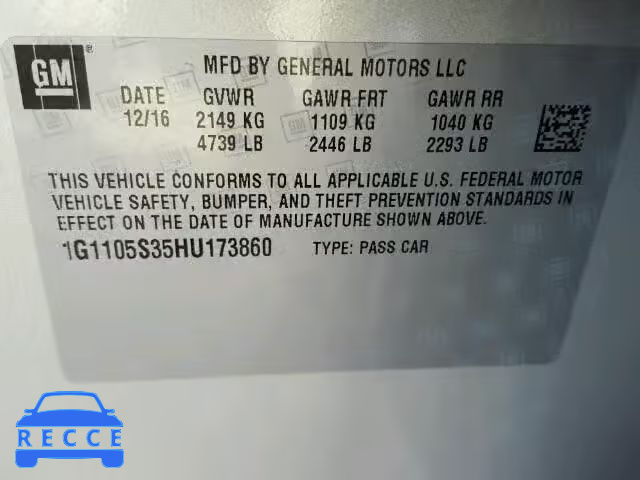 GM ®
MFD BY GENERAL MOTORS LLC
DATE GVWR GAWR FRT GAWR RR
12/16 2149 KG 1109 KG 1040 KG
4739 LB 2446 LB 2293 LB
THIS VEHICLE CONFORMS TO ALL APPLICABLE U.S. FEDERAL MOTOR
VEHICLE SAFETY, BUMPER, AND THEFT PREVENTION STANDARDS IN
EFFECT ON THE DATE OF MANUFACTURE SHOWN ABOVE.
1G1105S35HU173860 TYPE: PASS CAR
RECCE